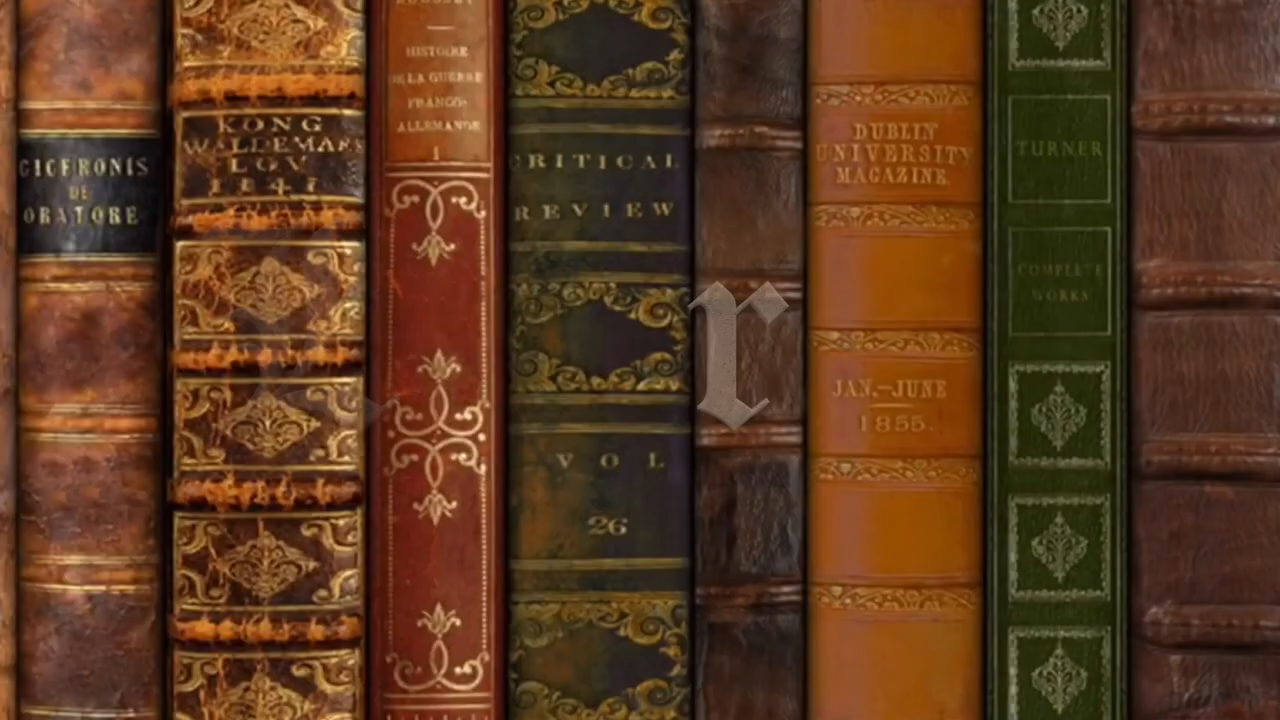 CICERONIS
DE
ORATORE
KONG
WALDEMARS
LOV
1147
HISTOIRE
DE LA GUERRE
FRANCO-
ALLEMANDE
1
CRITICAL
REVIEW
VOL
26
r
DUBLIN
UNIVERSITY
MAGAZINE.
JAN.–JUNE
1855.
TURNER
COMPLETE
WORKS